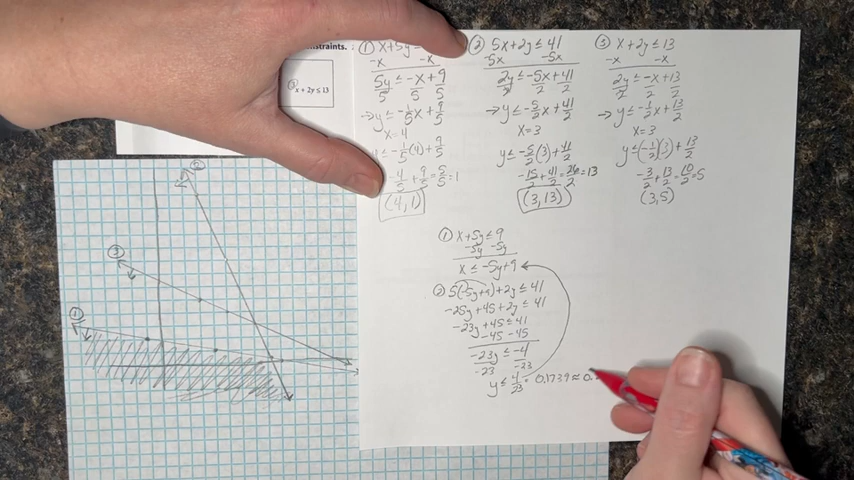 onstraints.
x + 2y ≤ 13
① x+5y
-x -x
5y/5 ≤ -x/5 + 9/5
→ y ≤ -1/5x + 9/5
x=4
≤ -1/5(4) + 9/5
-4/5 + 9/5 = 5/5 = 1
(4,1)
② 5x+2y ≤ 41
-5x -5x
2y/2 ≤ -5x/2 + 41/2
→ y ≤ -5/2x + 41/2
x=3
y ≤ -5/2(3) + 41/2
-15/2 + 41/2 = 26/2 = 13
(3,13)
③ x+2y ≤ 13
-x -x
2y/2 ≤ -x/2 + 13/2
→ y ≤ -1/2x + 13/2
x=3
y ≤ (-1/2)(3) + 13/2
-3/2 + 13/2 = 10/2 = 5
(3,5)
① x+5y ≤ 9
-5y -5y
x ≤ -5y+9
② 5(-5y+9)+2y ≤ 41
-25y+45+2y ≤ 41
-23y+45 ≤ 41
-45 -45
-23y/-23 ≤ -4/-23
y ≤ 4/23 = 0.1739 ≈ 0.
②
③
①